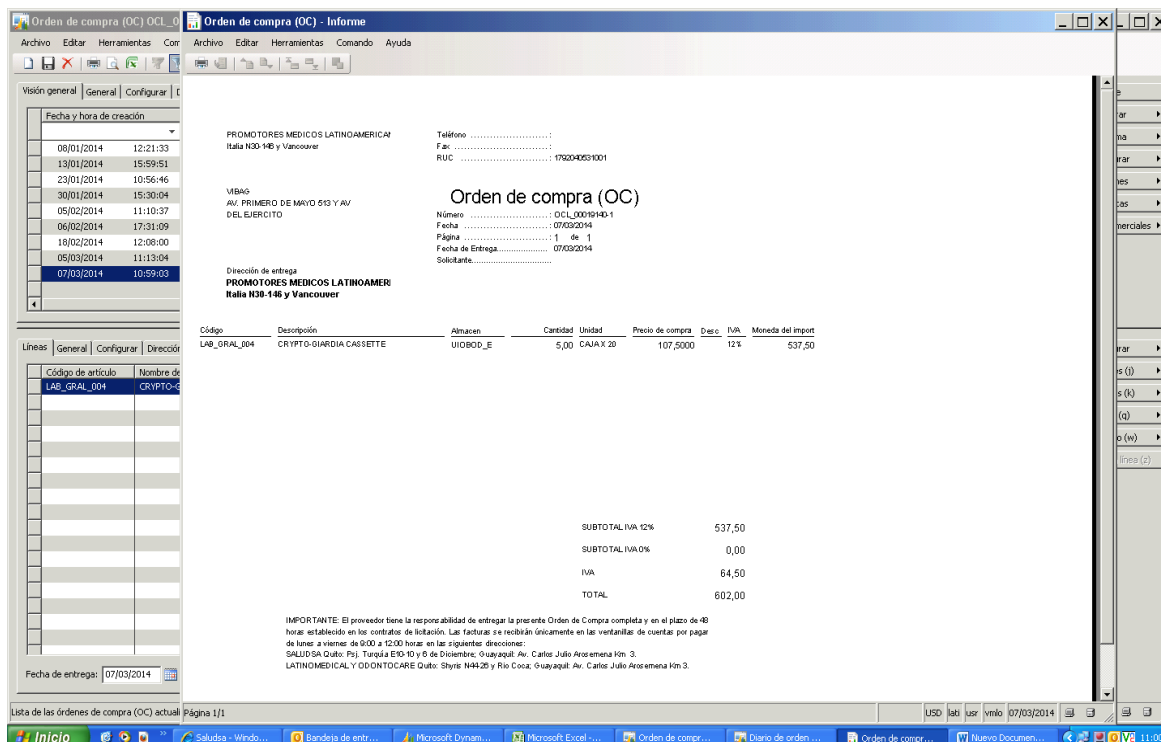 Orden de compra (OC) OCL_0
Archivo Editar Herramientas Com
Visión general General Configurar D
Fecha y hora de creación
08/01/2014 12:21:33
13/01/2014 15:59:51
23/01/2014 10:56:46
30/01/2014 15:30:04
05/02/2014 11:10:37
06/02/2014 17:31:09
18/02/2014 12:08:00
05/03/2014 11:13:04
07/03/2014 10:59:03
Líneas General Configurar Dirección
Código de artículo Nombre de
LAB_GRAL_004 CRYPTO-G
Fecha de entrega: 07/03/2014
Lista de las órdenes de compra (OC) actuali
Orden de compra (OC) - Informe
Archivo Editar Herramientas Comando Ayuda
PROMOTORES MEDICOS LATINOAMERICAN
Italia N30-146 y Vancouver
Teléfono ..........................:
Fax ..........................:
RUC ..........................: 1792040531001
VIBAG
AV. PRIMERO DE MAYO 513 Y AV
DEL EJERCITO
Orden de compra (OC)
Número ..........................: OCL_00019140-1
Fecha ..........................: 07/03/2014
Página ..........................: 1 de 1
Fecha de Entrega.................. 07/03/2014
Solicitante..............................
Dirección de entrega
PROMOTORES MEDICOS LATINOAMERI
Italia N30-146 y Vancouver
Código Descripción Almacen Cantidad Unidad Precio de compra Desc IVA Moneda del import
LAB_GRAL_004 CRYPTO-GIARDIA CASSETTE UIOBOD_E 5,00 CAJA X 20 107,5000 12% 537,50
SUBTOTAL IVA 12% 537,50
SUBTOTAL IVA 0% 0,00
IVA 64,50
TOTAL 602,00
IMPORTANTE: El proveedor tiene la responsabilidad de entregar la presente Orden de Compra completa y en el plazo de 48
horas establecido en los contratos de licitación. Las facturas se recibirán únicamente en las ventanillas de cuentas por pagar
de lunes a viernes de 9:00 a 12:00 horas en las siguientes direcciones:
SALUDSA Quito: Psj. Turquía E10-10 y 6 de Diciembre; Guayaquil: Av. Carlos Julio Arosemena Km 3.
LATINOMEDICAL Y ODONTOCARE Quito: Shyris N44-26 y Río Coca; Guayaquil: Av. Carlos Julio Arosemena Km 3.
Página 1/1
USD lati usr vmlo 07/03/2014
rar
ma
urar
nes
cas
merciales
urar
s (j)
s (k)
(q)
o (w)
línea (z)
Inicio
Saludsa - Windo...
Bandeja de entr...
Microsoft Dynam...
Microsoft Excel -...
Orden de compr...
Diario de orden ...
Orden de compr...
Nuevo Documen...
11:00